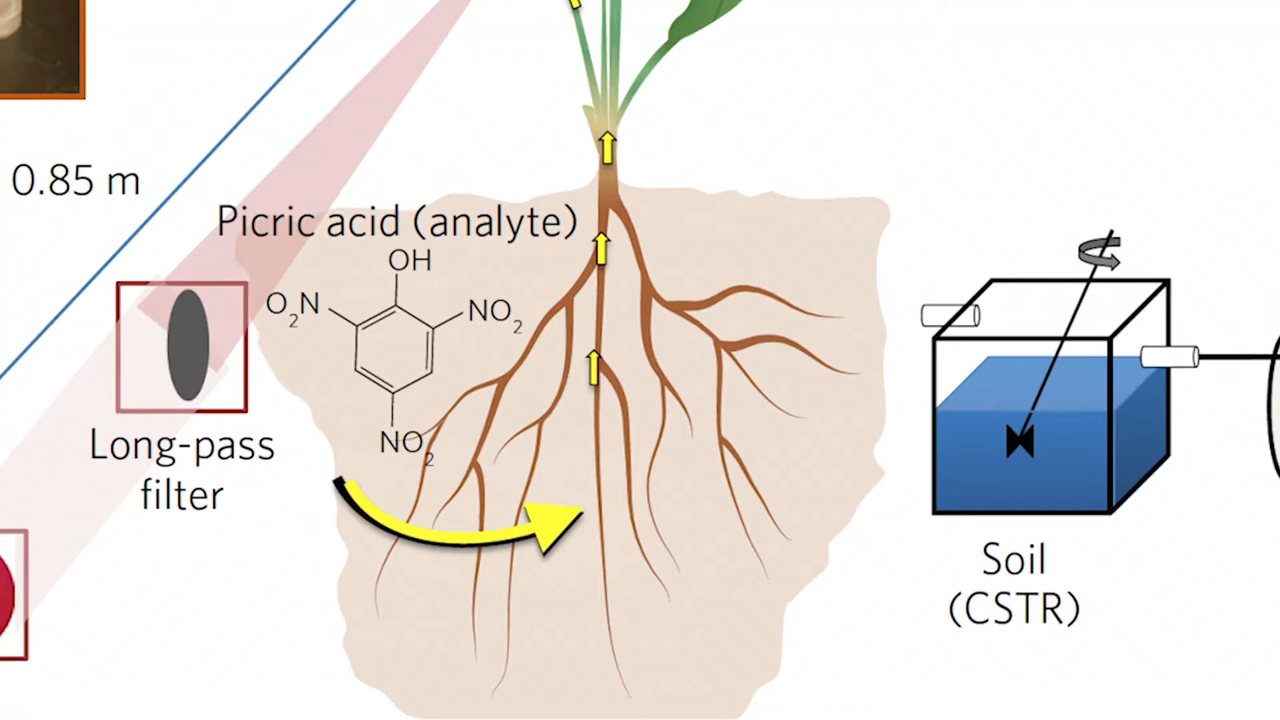 0.85 m
Picric acid (analyte)
OH
O₂N
NO₂
NO₂
Long-pass
filter
Soil
(CSTR)